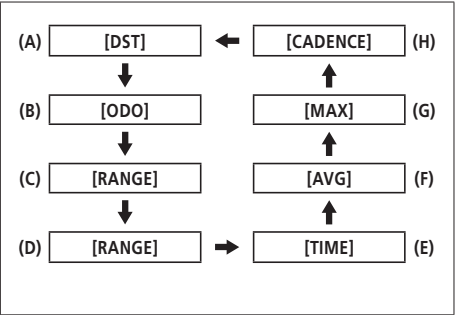 (A) [DST] [CADENCE] (H)
(B) [ODO] [MAX] (G)
(C) [RANGE] [AVG] (F)
(D) [RANGE] [TIME] (E)